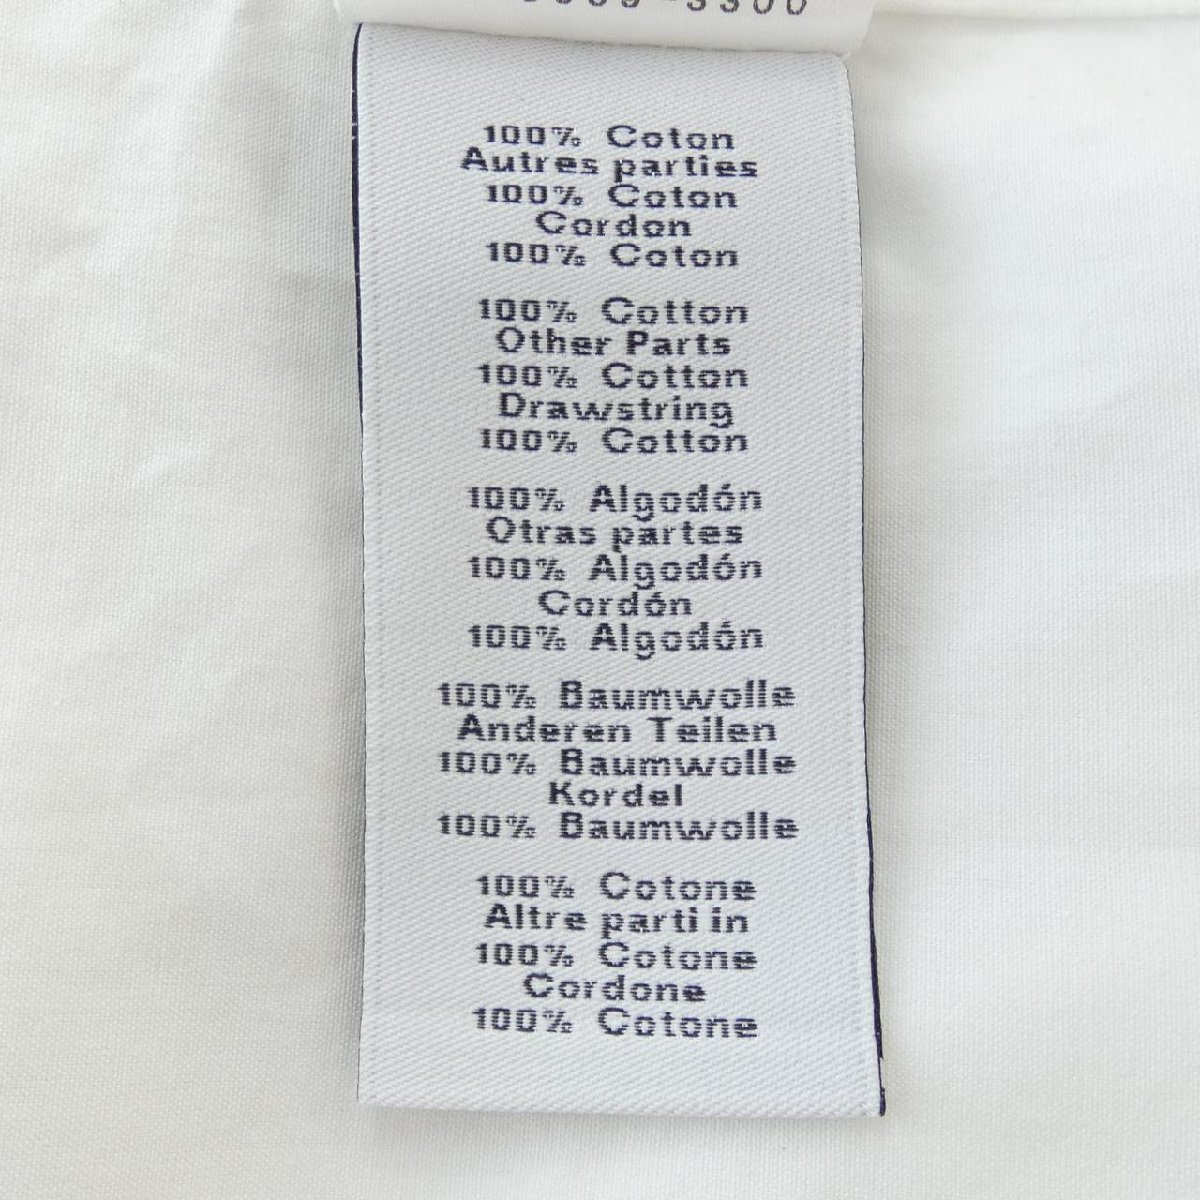 100% Coton
Autres parties
100% Coton
Cordon
100% Coton
100% Cotton
Other Parts
100% Cotton
Drawstring
100% Cotton
100% Algodón
Otras partes
100% Algodón
Cordón
100% Algodón
100% Baumwolle
Anderen Teilen
100% Baumwolle
Kordel
100% Baumwolle
100% Cotone
Altre parti in
100% Cotone
Cordone
100% Cotone